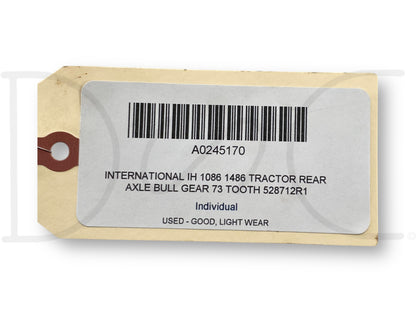 A0245170
INTERNATIONAL IH 1086 1486 TRACTOR REAR
AXLE BULL GEAR 73 TOOTH 528712R1
Individual
USED - GOOD, LIGHT WEAR